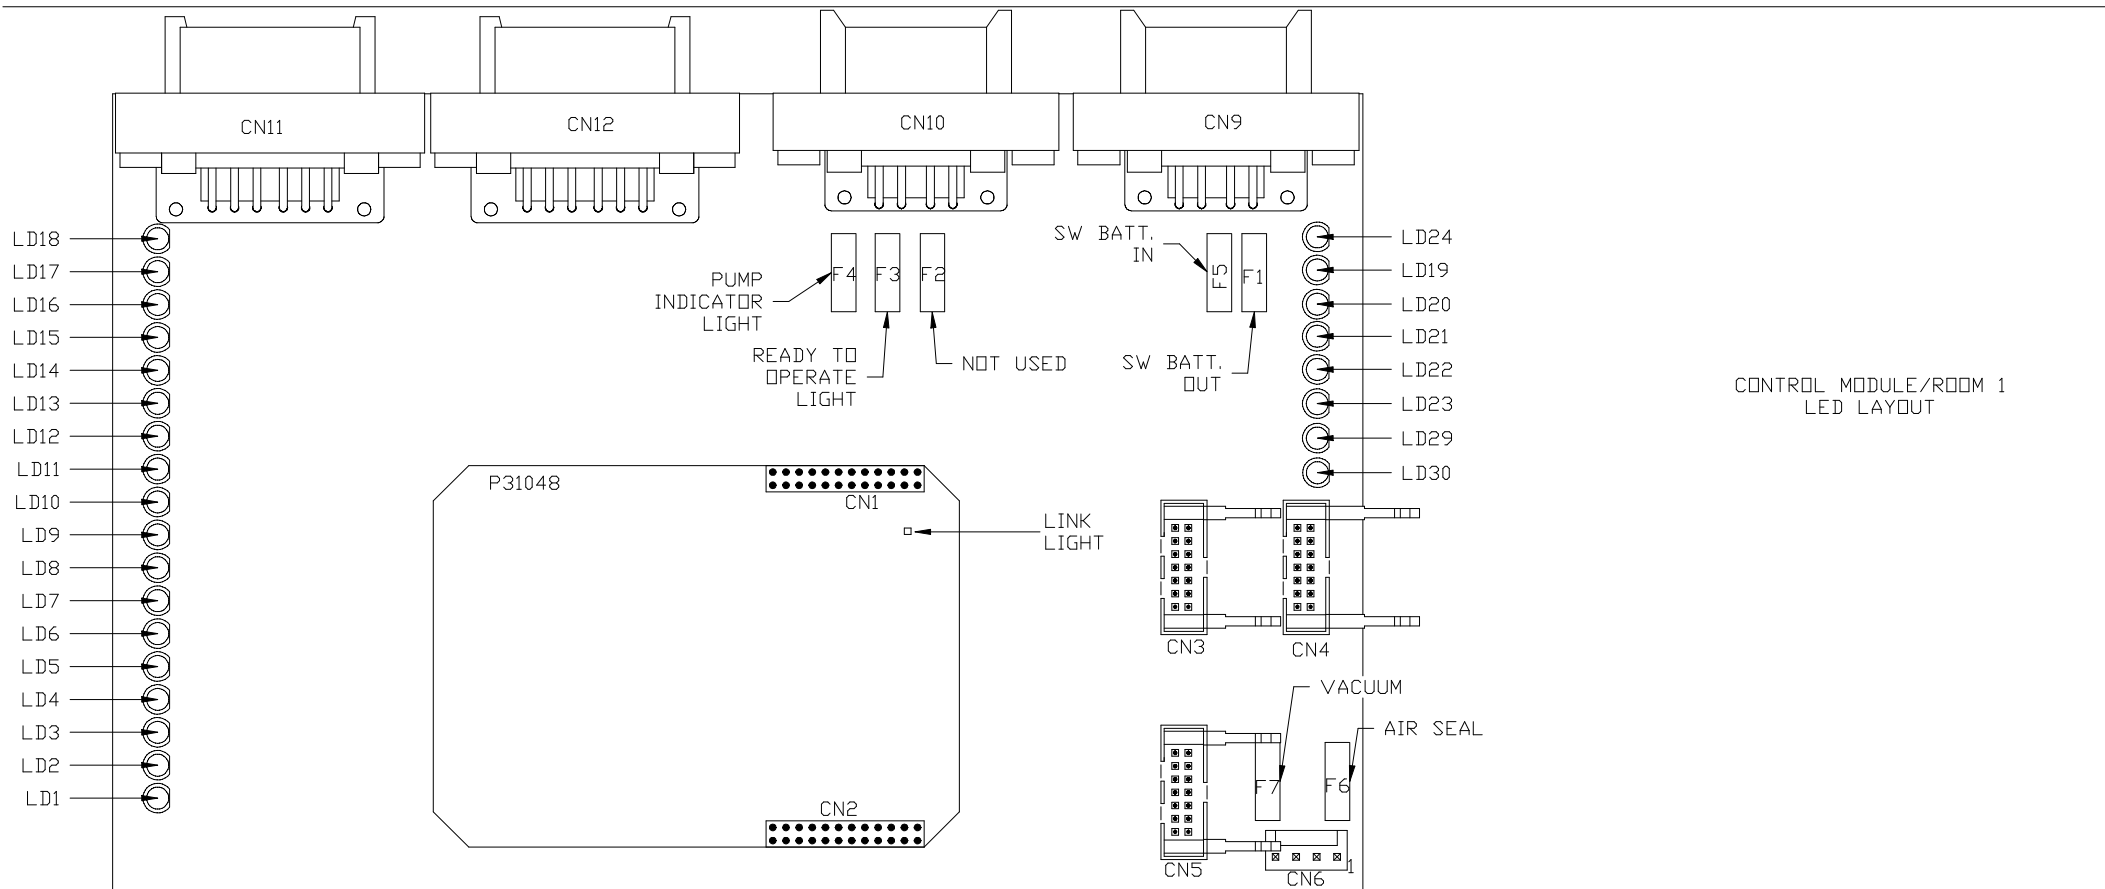 CN11
CN12
CN10
CN9
LD18
LD17
LD16
LD15
LD14
LD13
LD12
LD11
LD10
LD9
LD8
LD7
LD6
LD5
LD4
LD3
LD2
LD1
PUMP
INDICATOR
LIGHT
F4
F3
F2
READY TO
OPERATE
LIGHT
NOT USED
SW BATT.
IN
F5
F1
SW BATT.
OUT
LD24
LD19
LD20
LD21
LD22
LD23
LD29
LD30
CONTROL MODULE/ROOM 1
LED LAYOUT
P31048
CN1
LINK
LIGHT
CN2
CN3
CN4
VACUUM
AIR SEAL
F7
F6
CN5
CN6
1